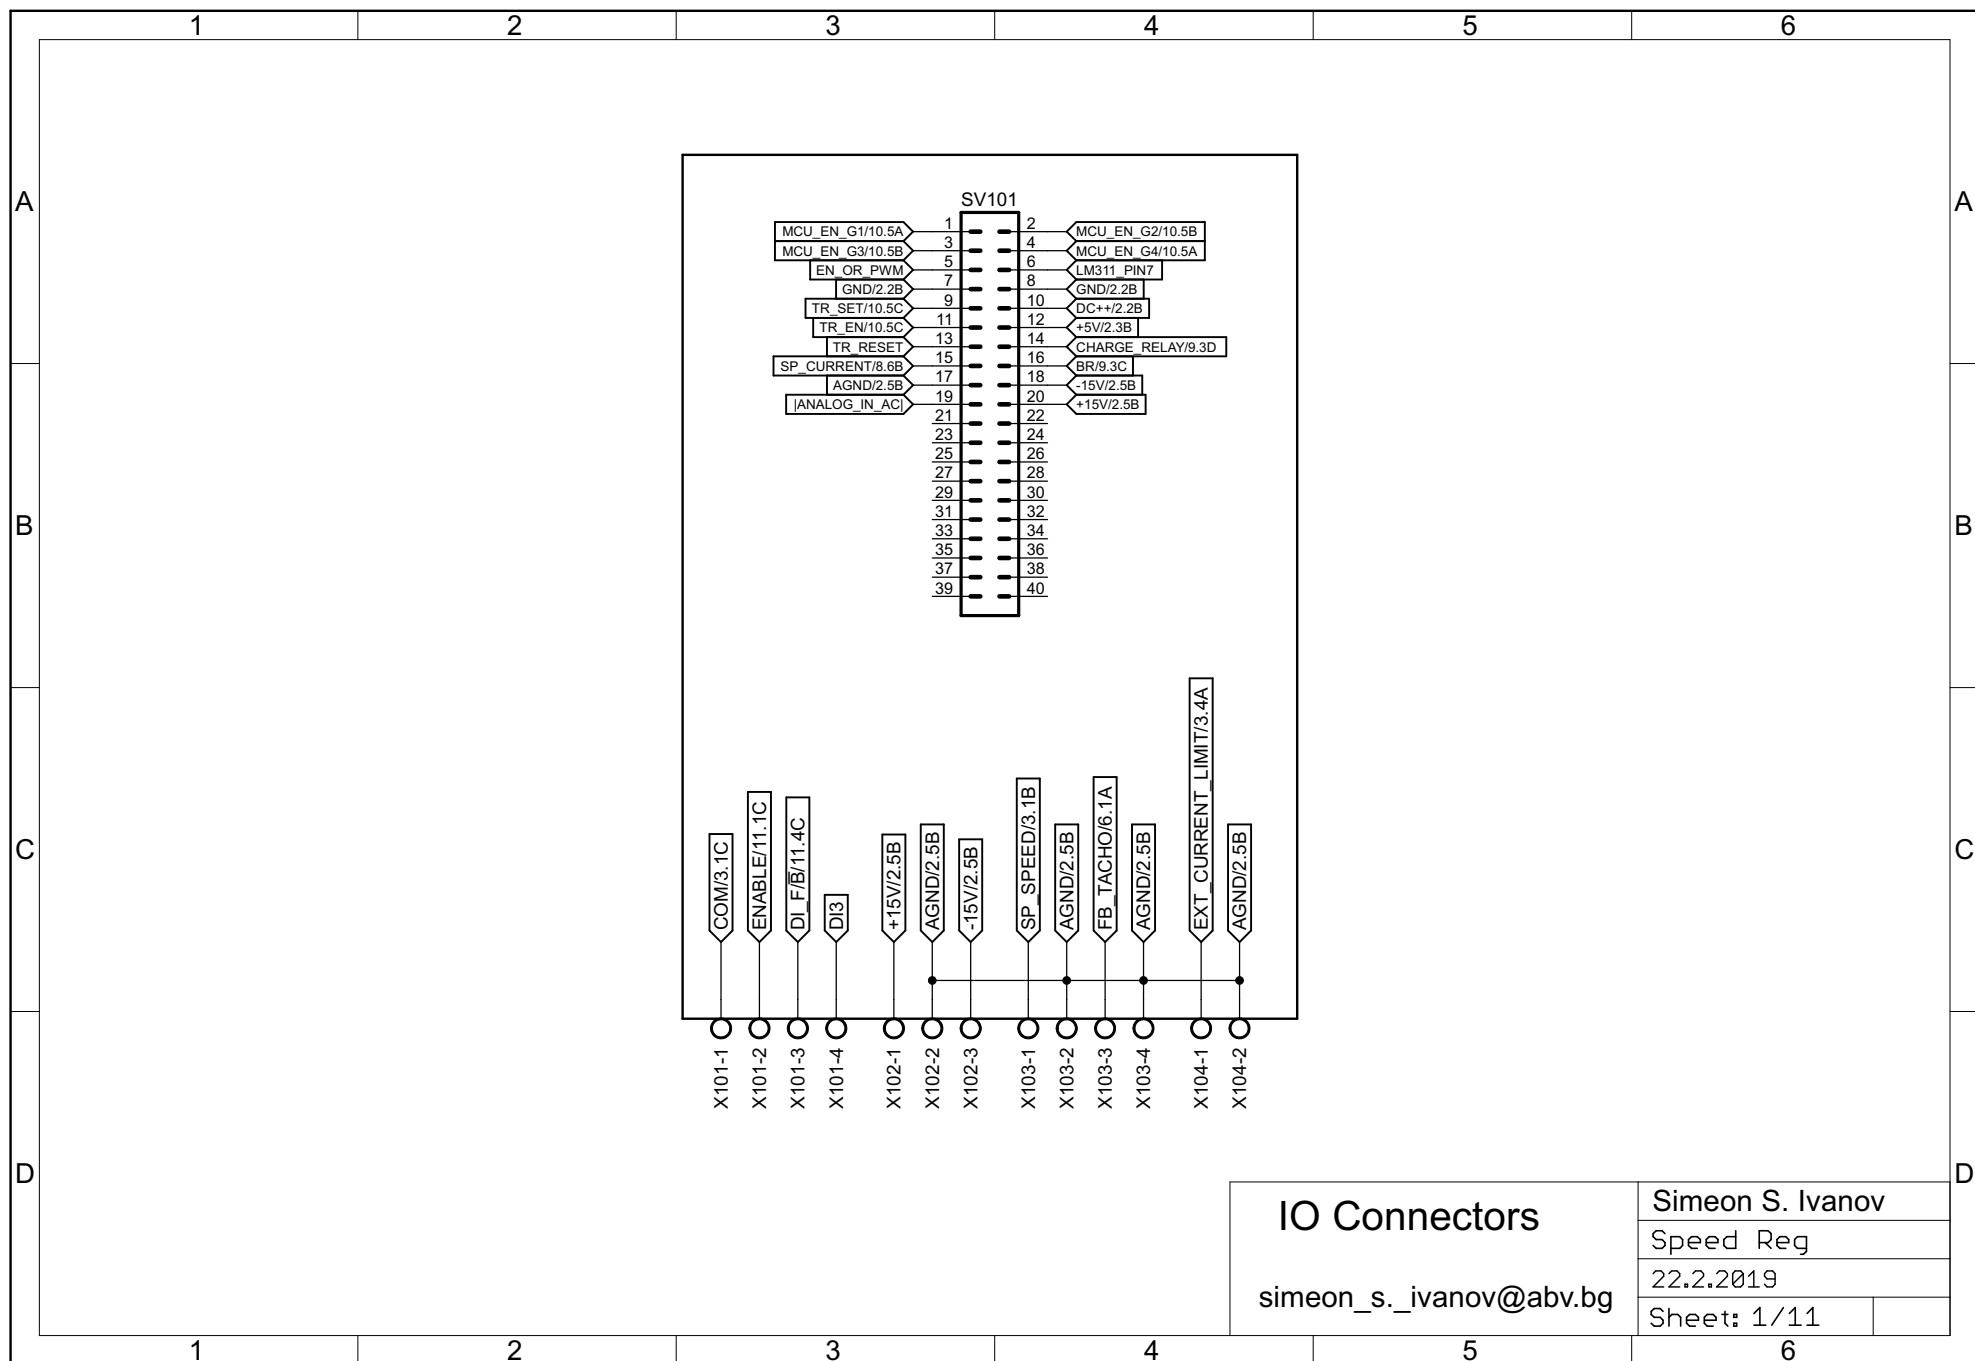 1 2 3 4 5 6
A A
SV101
MCU_EN_G1/10.5A 1 2 MCU_EN_G2/10.5B
MCU_EN_G3/10.5B 3 4 MCU_EN_G4/10.5A
EN_OR_PWM 5 6 LM311_PIN7
GND/2.2B 7 8 GND/2.2B
TR_SET/10.5C 9 10 DC++/2.2B
TR_EN/10.5C 11 12 +5V/2.3B
TR_RESET 13 14 CHARGE_RELAY/9.3D
SP_CURRENT/8.6B 15 16 BR/9.3C
AGND/2.5B 17 18 -15V/2.5B
|ANALOG_IN_AC| 19 20 +15V/2.5B
21 22
23 24
25 26
27 28
29 30
31 32
B B
33 34
35 36
37 38
39 40
C C
COM/3.1C
ENABLE/11.1C
DI_F/B̅/11.4C
DI3
+15V/2.5B
AGND/2.5B
-15V/2.5B
SP_SPEED/3.1B
AGND/2.5B
FB_TACHO/6.1A
AGND/2.5B
EXT_CURRENT_LIMIT/3.4A
AGND/2.5B
X101-1
X101-2
X101-3
X101-4
X102-1
X102-2
X102-3
X103-1
X103-2
X103-3
X103-4
X104-1
X104-2
D D
IO Connectors
simeon_s._ivanov@abv.bg
Simeon S. Ivanov
Speed Reg
22.2.2019
Sheet: 1/11
1 2 3 4 5 6